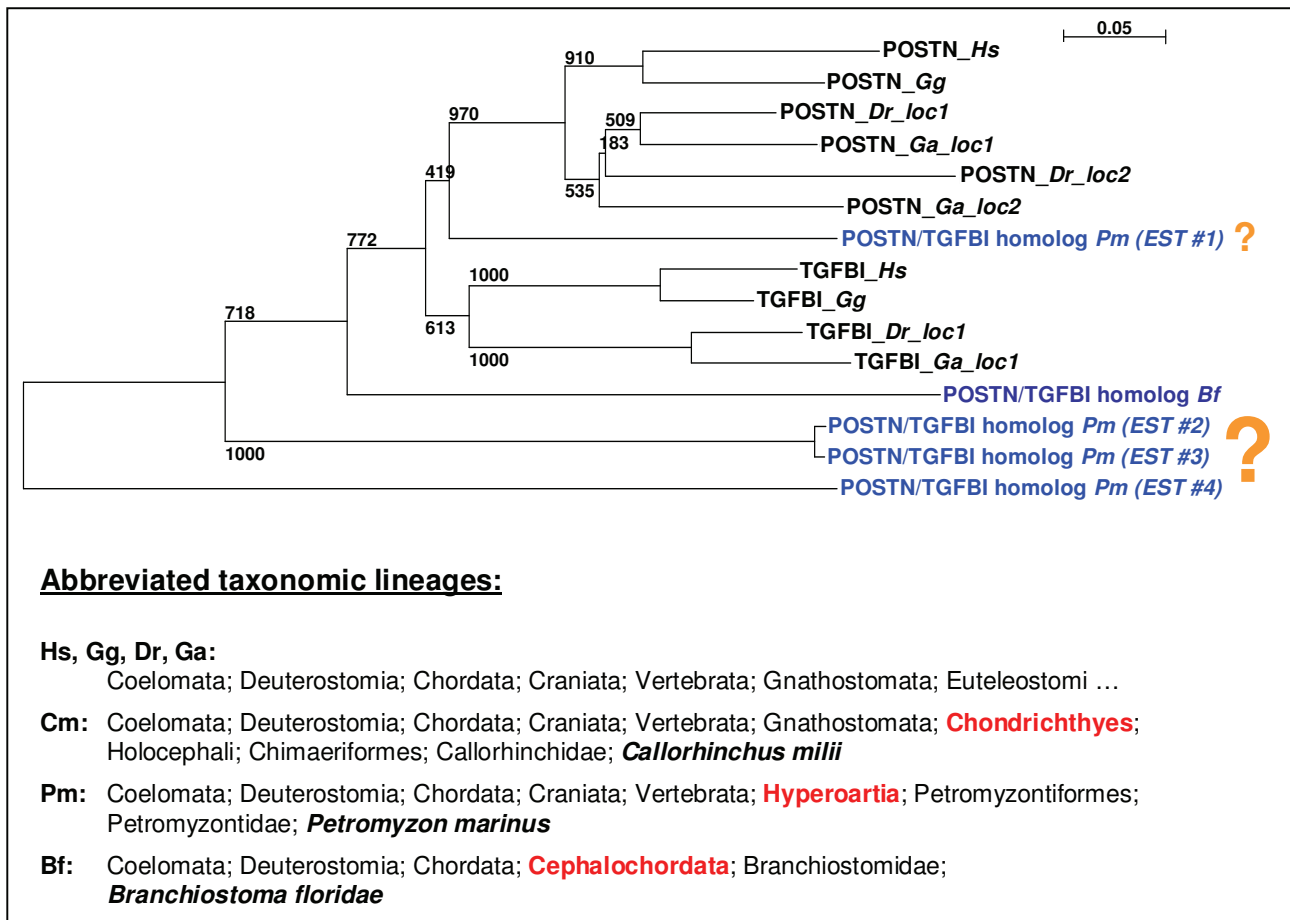 0.05
910
POSTN_Hs
POSTN_Gg
970
509
POSTN_Dr_loc1
183
POSTN_Ga_loc1
419
POSTN_Dr_loc2
535
POSTN_Ga_loc2
772
POSTN/TGFBI homolog Pm (EST #1) ?
1000
TGFBI_Hs
TGFBI_Gg
718
613
TGFBI_Dr_loc1
1000
TGFBI_Ga_loc1
POSTN/TGFBI homolog Bf
POSTN/TGFBI homolog Pm (EST #2)
1000
POSTN/TGFBI homolog Pm (EST #3)
?
POSTN/TGFBI homolog Pm (EST #4)
Abbreviated taxonomic lineages:
Hs, Gg, Dr, Ga:
Coelomata; Deuterostomia; Chordata; Craniata; Vertebrata; Gnathostomata; Euteleostomi …
Cm: Coelomata; Deuterostomia; Chordata; Craniata; Vertebrata; Gnathostomata; Chondrichthyes;
Holocephali; Chimaeriformes; Callorhinchidae; Callorhinchus milii
Pm: Coelomata; Deuterostomia; Chordata; Craniata; Vertebrata; Hyperoartia; Petromyzontiformes;
Petromyzontidae; Petromyzon marinus
Bf: Coelomata; Deuterostomia; Chordata; Cephalochordata; Branchiostomidae;
Branchiostoma floridae